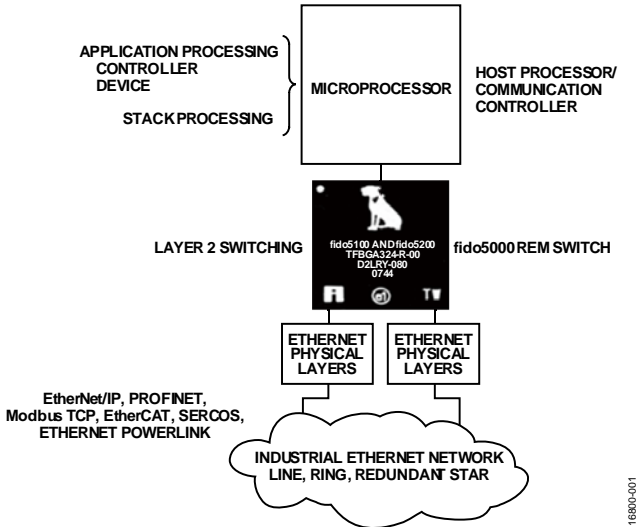 APPLICATION PROCESSING
CONTROLLER
DEVICE
STACK PROCESSING
MICROPROCESSOR
HOST PROCESSOR/
COMMUNICATION
CONTROLLER
LAYER 2 SWITCHING
fido5100 AND fido5200
TFBGA324-R-00
D2LRY-080
0744
fido5000 REM SWITCH
ETHERNET
PHYSICAL
LAYERS
ETHERNET
PHYSICAL
LAYERS
EtherNet/IP, PROFINET,
Modbus TCP, EtherCAT, SERCOS,
ETHERNET POWERLINK
INDUSTRIAL ETHERNET NETWORK
LINE, RING, REDUNDANT STAR
16800-001